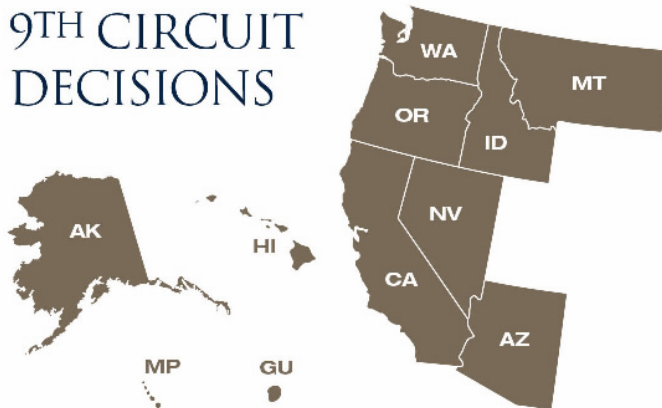 9TH CIRCUIT
DECISIONS
WA
MT
OR
ID
AK
HI
NV
CA
AZ
MP
GU